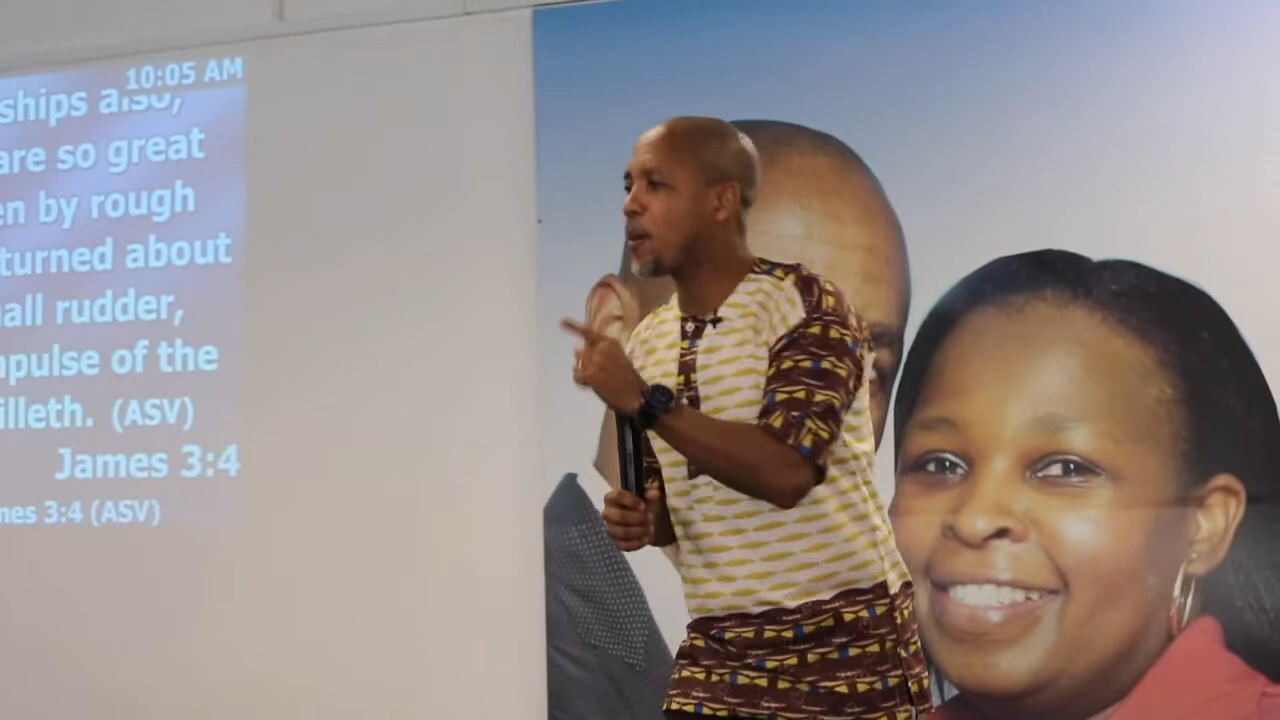 10:05 AM
ships also,
are so great
en by rough
turned about
all rudder,
mpulse of the
illeth. (ASV)
James 3:4
mes 3:4 (ASV)